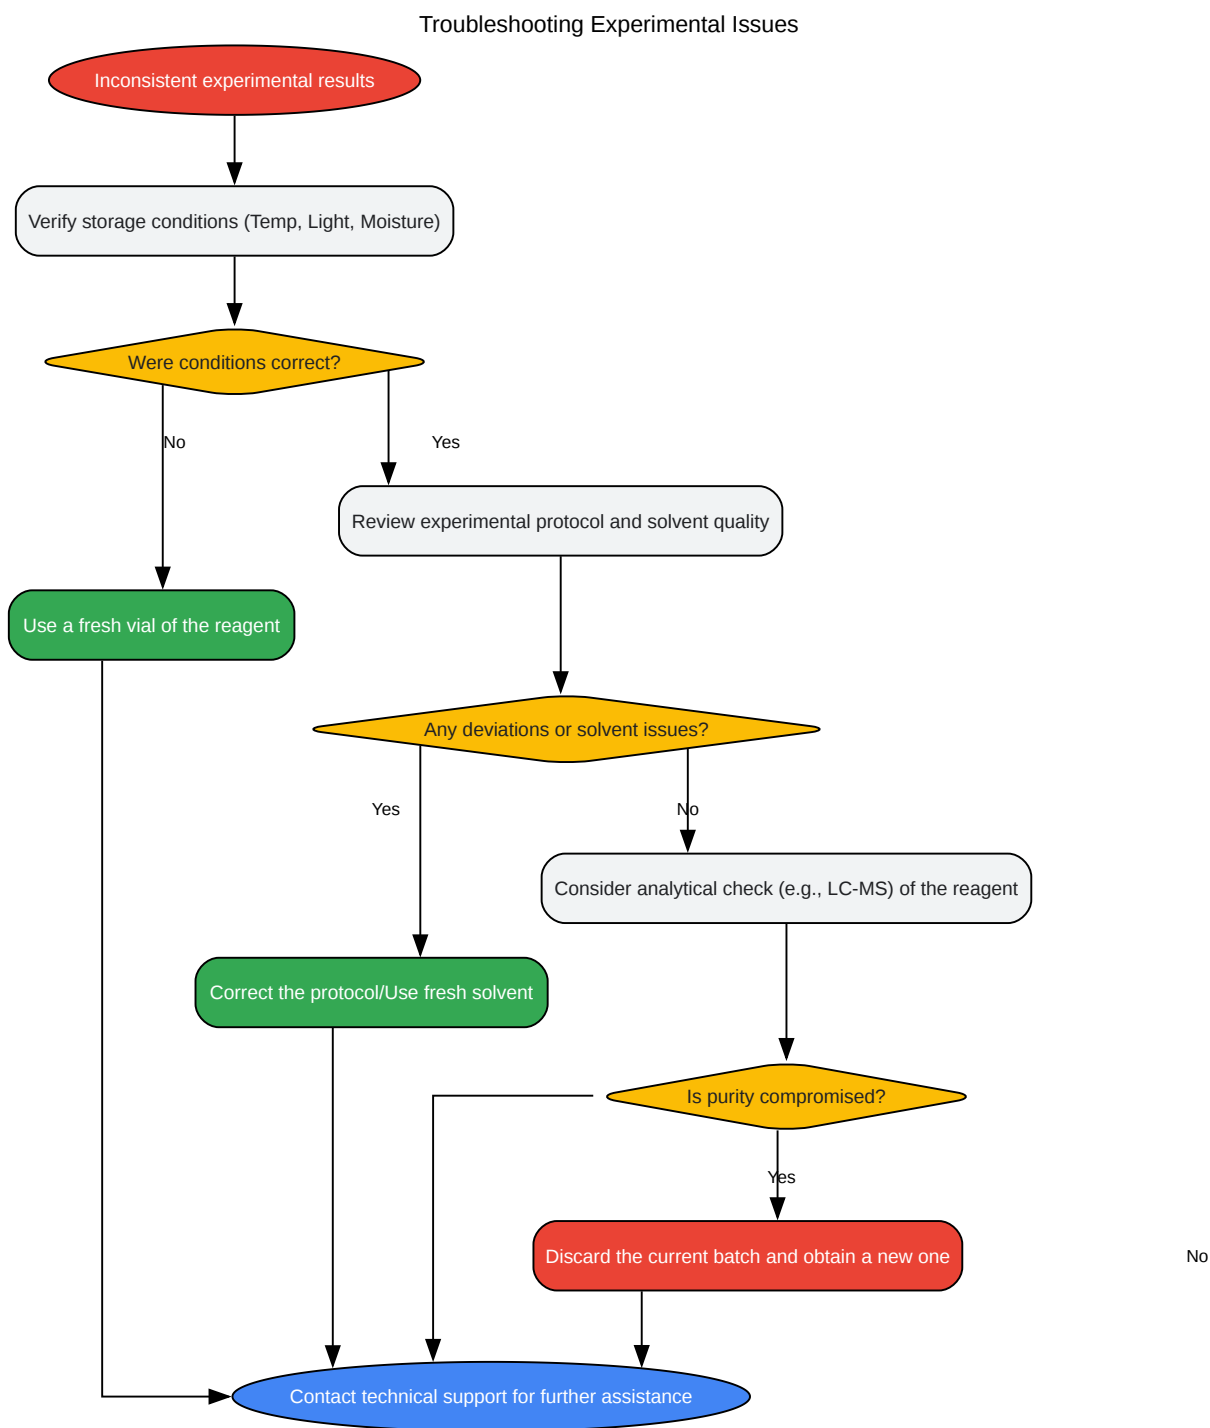 Troubleshooting Experimental Issues
Inconsistent experimental results
Verify storage conditions (Temp, Light, Moisture)
Were conditions correct?
No
Yes
Review experimental protocol and solvent quality
Use a fresh vial of the reagent
Any deviations or solvent issues?
Yes
No
Consider analytical check (e.g., LC-MS) of the reagent
Correct the protocol/Use fresh solvent
Is purity compromised?
Yes
Discard the current batch and obtain a new one
No
Contact technical support for further assistance